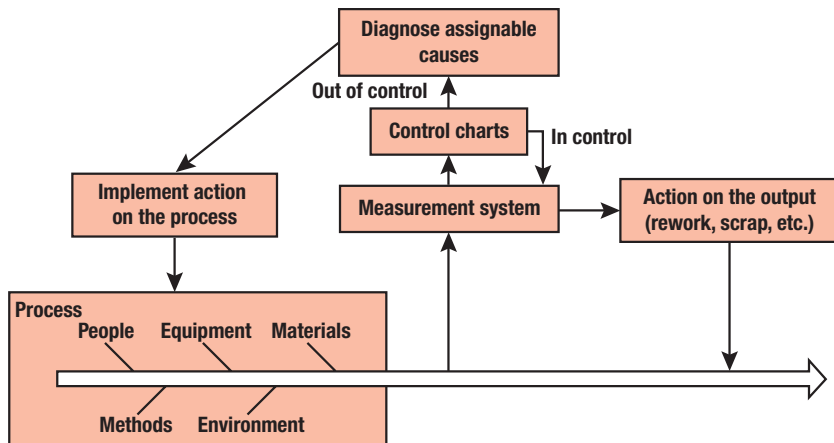 Diagnose assignable
causes
Out of control
Control charts
In control
Implement action
on the process
Measurement system
Action on the output
(rework, scrap, etc.)
Process
People
Equipment
Materials
Methods
Environment